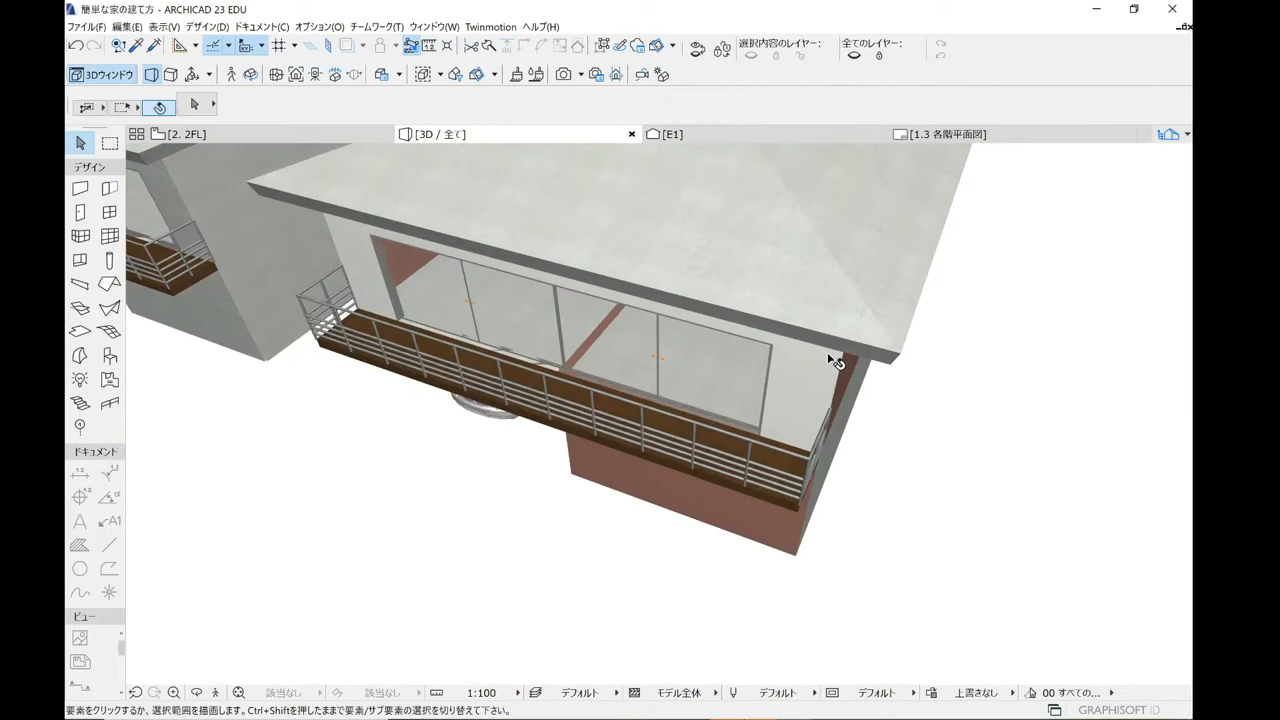 簡単な家の建て方 - ARCHICAD 23 EDU
ファイル(F) 編集(E) 表示(V) デザイン(D) ドキュメント(C) オプション(O) チームワーク(T) ウィンドウ(W) Twinmotion ヘルプ(H)
選択内容のレイヤー: 全てのレイヤー:
3Dウィンドウ
[2. 2FL] [3D / 全て] [E1] [1.3 各階平面図]
デザイン
ドキュメント
ビュー
該当なし 該当なし 1:100 デフォルト モデル全体 デフォルト デフォルト 上書きなし 00 すべての...
要素をクリックするか、選択範囲を描画します。Ctrl+Shiftを押したままで要素/サブ要素の選択を切り替えて下さい。
GRAPHISOFT ID